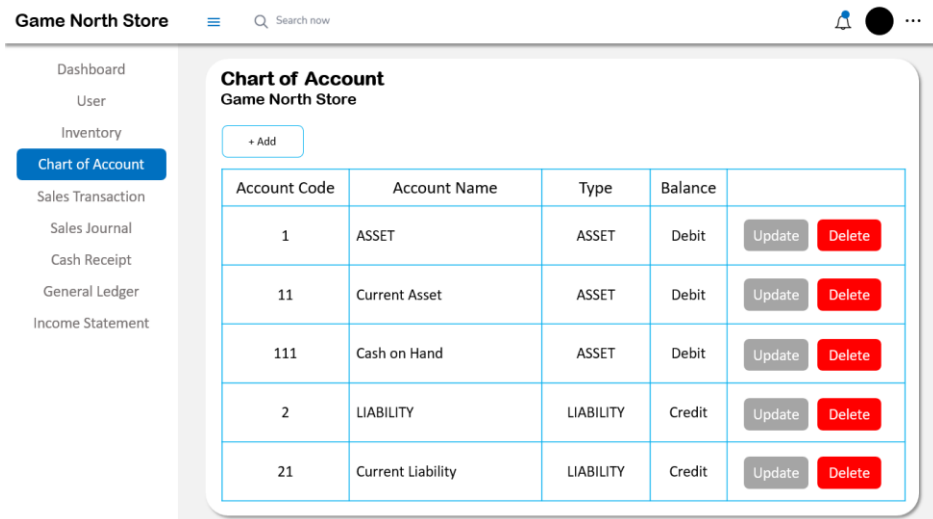 Game North Store
Search now
Dashboard
User
Inventory
Chart of Account
Sales Transaction
Sales Journal
Cash Receipt
General Ledger
Income Statement
Chart of Account
Game North Store
+ Add
Account Code Account Name Type Balance
1 ASSET ASSET Debit Update Delete
11 Current Asset ASSET Debit Update Delete
111 Cash on Hand ASSET Debit Update Delete
2 LIABILITY LIABILITY Credit Update Delete
21 Current Liability LIABILITY Credit Update Delete